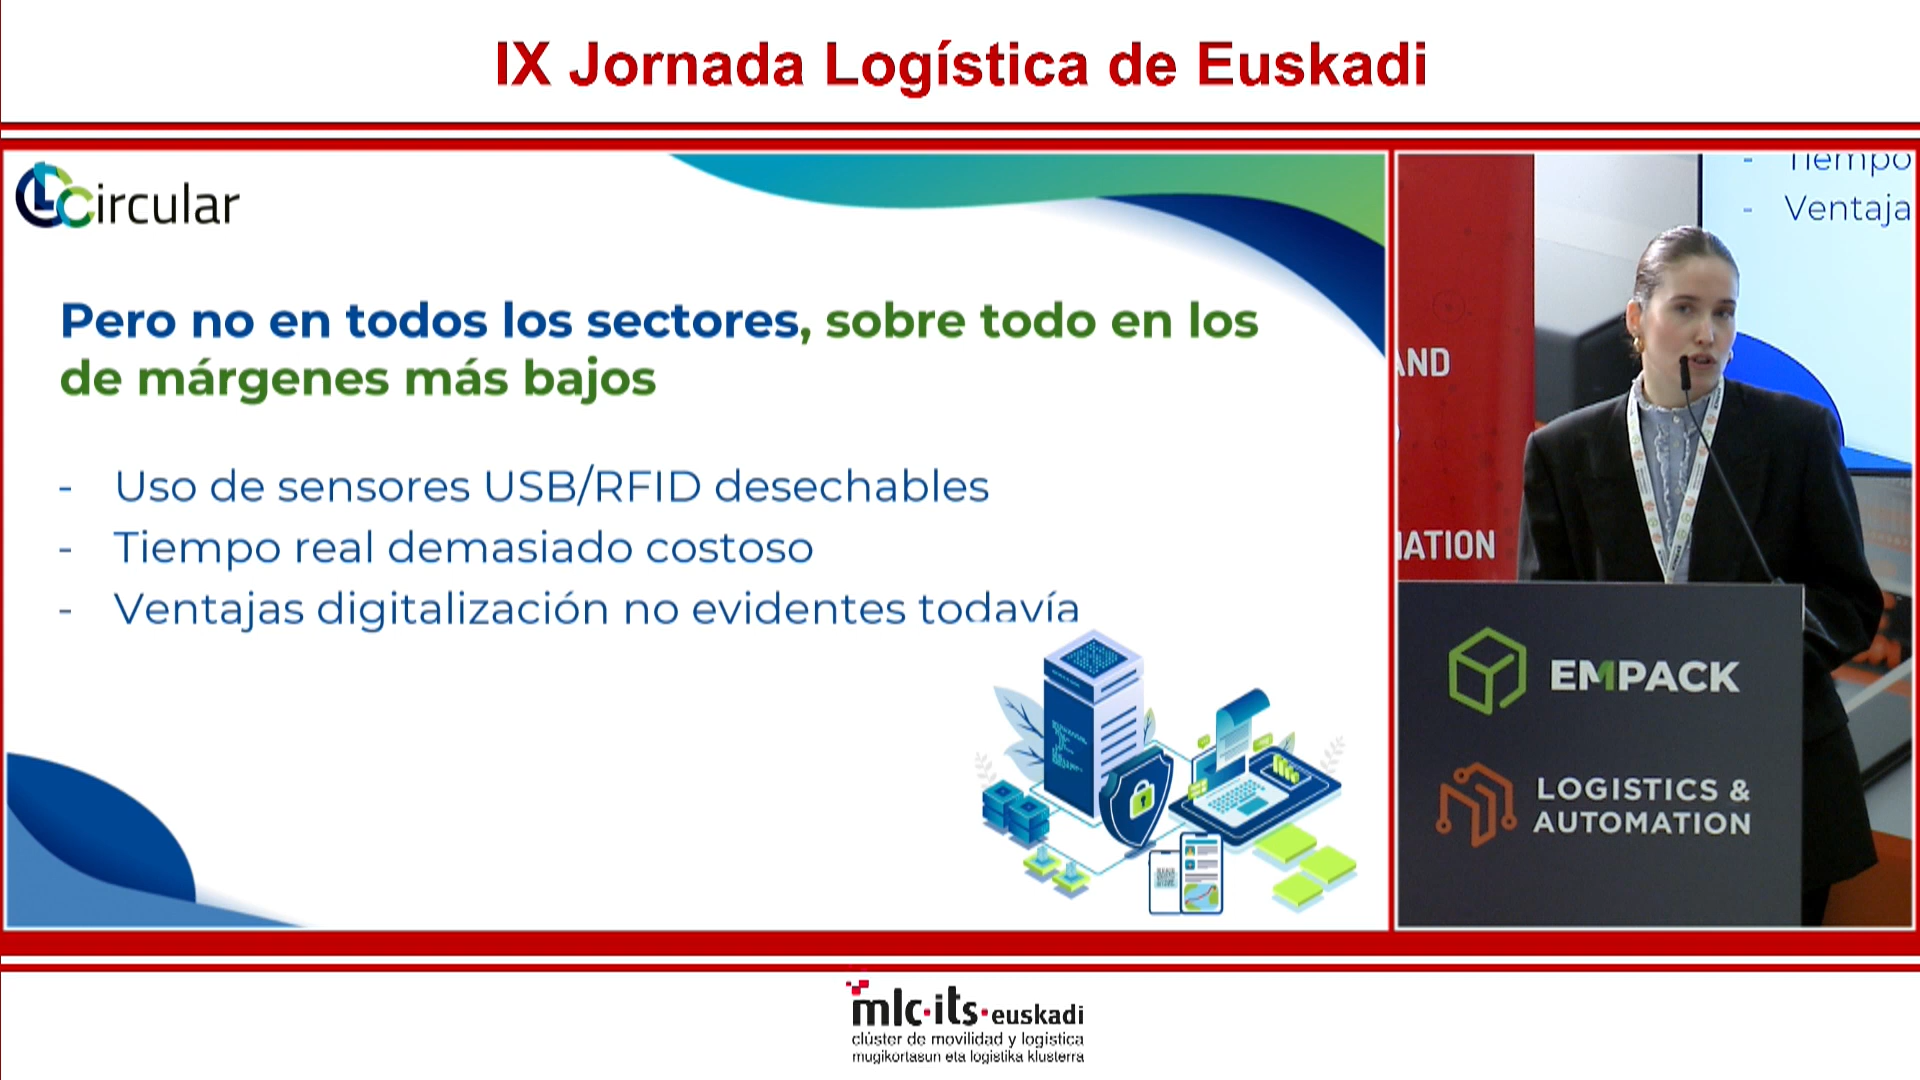 IX Jornada Logística de Euskadi
LCCircular
Pero no en todos los sectores, sobre todo en los
de márgenes más bajos
- Uso de sensores USB/RFID desechables
- Tiempo real demasiado costoso
- Ventajas digitalización no evidentes todavía
- Tiempo
- Ventaja
AND
MATION
EMPACK
LOGISTICS &
AUTOMATION
mlc·its·euskadi
clúster de movilidad y logística
mugikortasun eta logistika klusterra